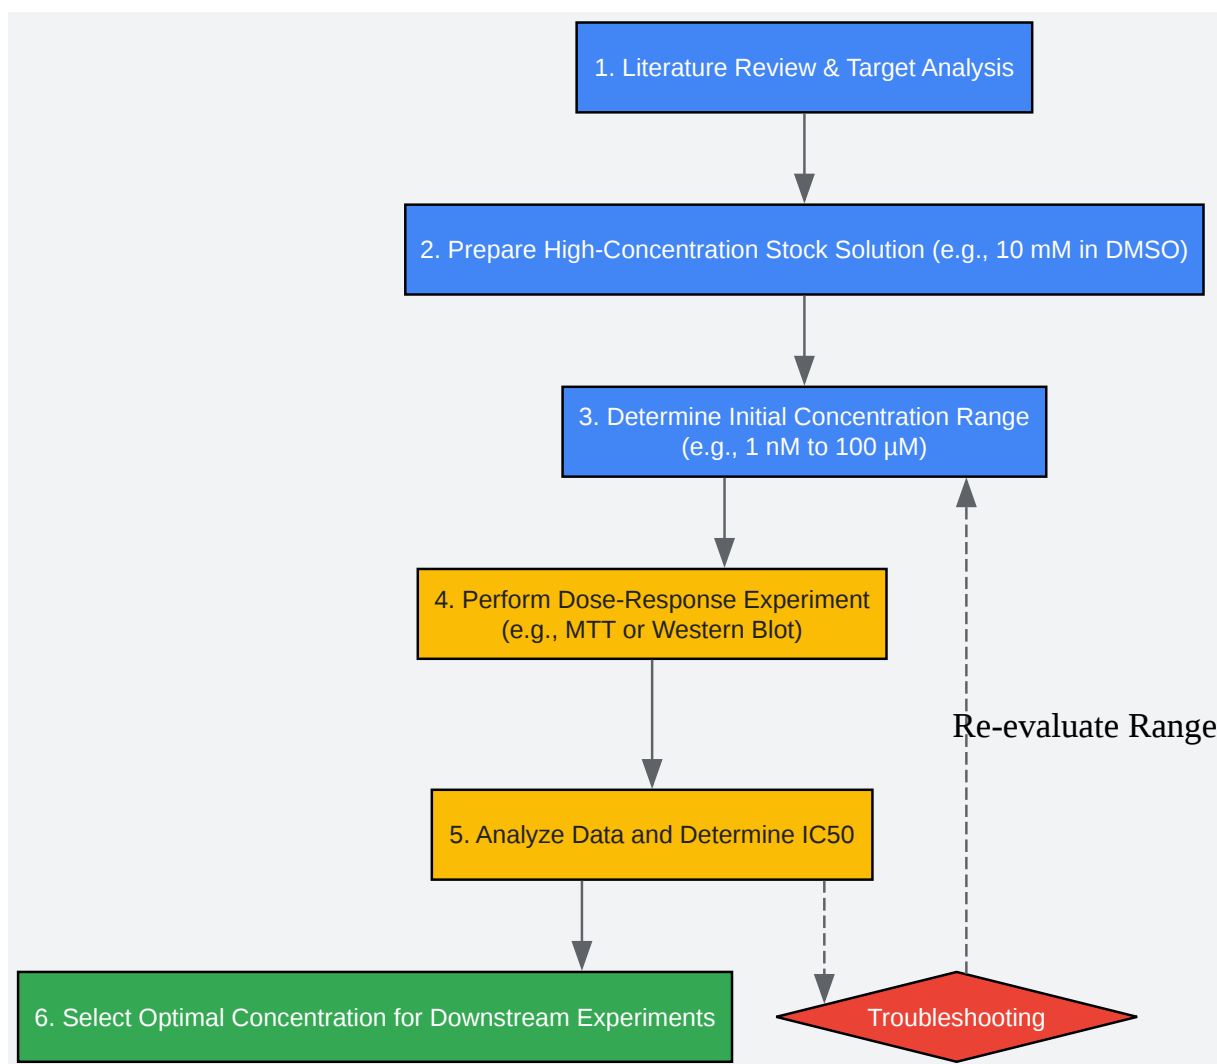 1. Literature Review & Target Analysis
2. Prepare High-Concentration Stock Solution (e.g., 10 mM in DMSO)
3. Determine Initial Concentration Range
(e.g., 1 nM to 100 µM)
4. Perform Dose-Response Experiment
(e.g., MTT or Western Blot)
Re-evaluate Range
5. Analyze Data and Determine IC50
6. Select Optimal Concentration for Downstream Experiments
Troubleshooting